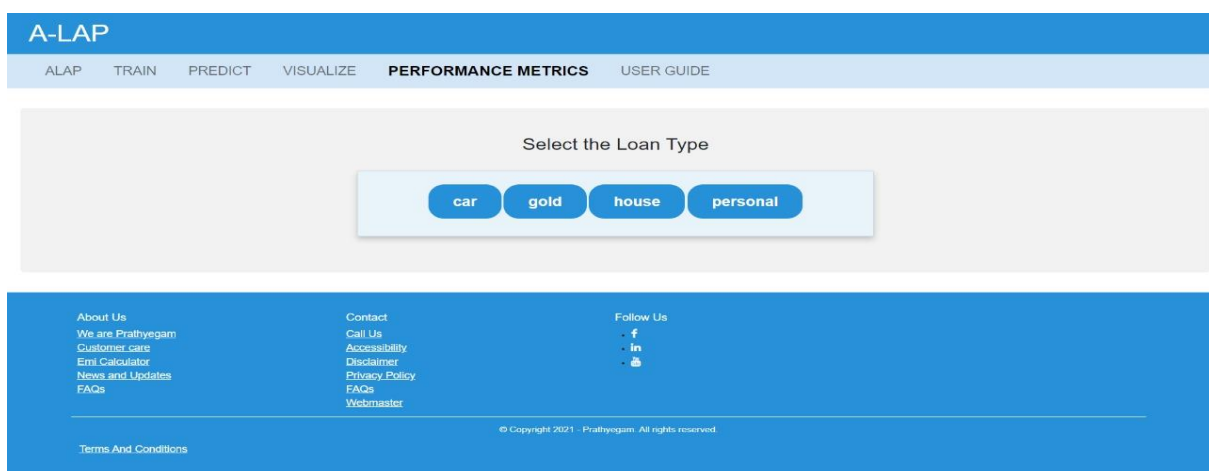 A-LAP
ALAP TRAIN PREDICT VISUALIZE PERFORMANCE METRICS USER GUIDE
Select the Loan Type
car gold house personal
About Us
We are Prathyegam
Customer care
Emi Calculator
News and Updates
FAQs
Contact
Call Us
Accessibility
Disclaimer
Privacy Policy
FAQs
Webmaster
Follow Us
© Copyright 2021 - Prathyegam. All rights reserved.
Terms And Conditions